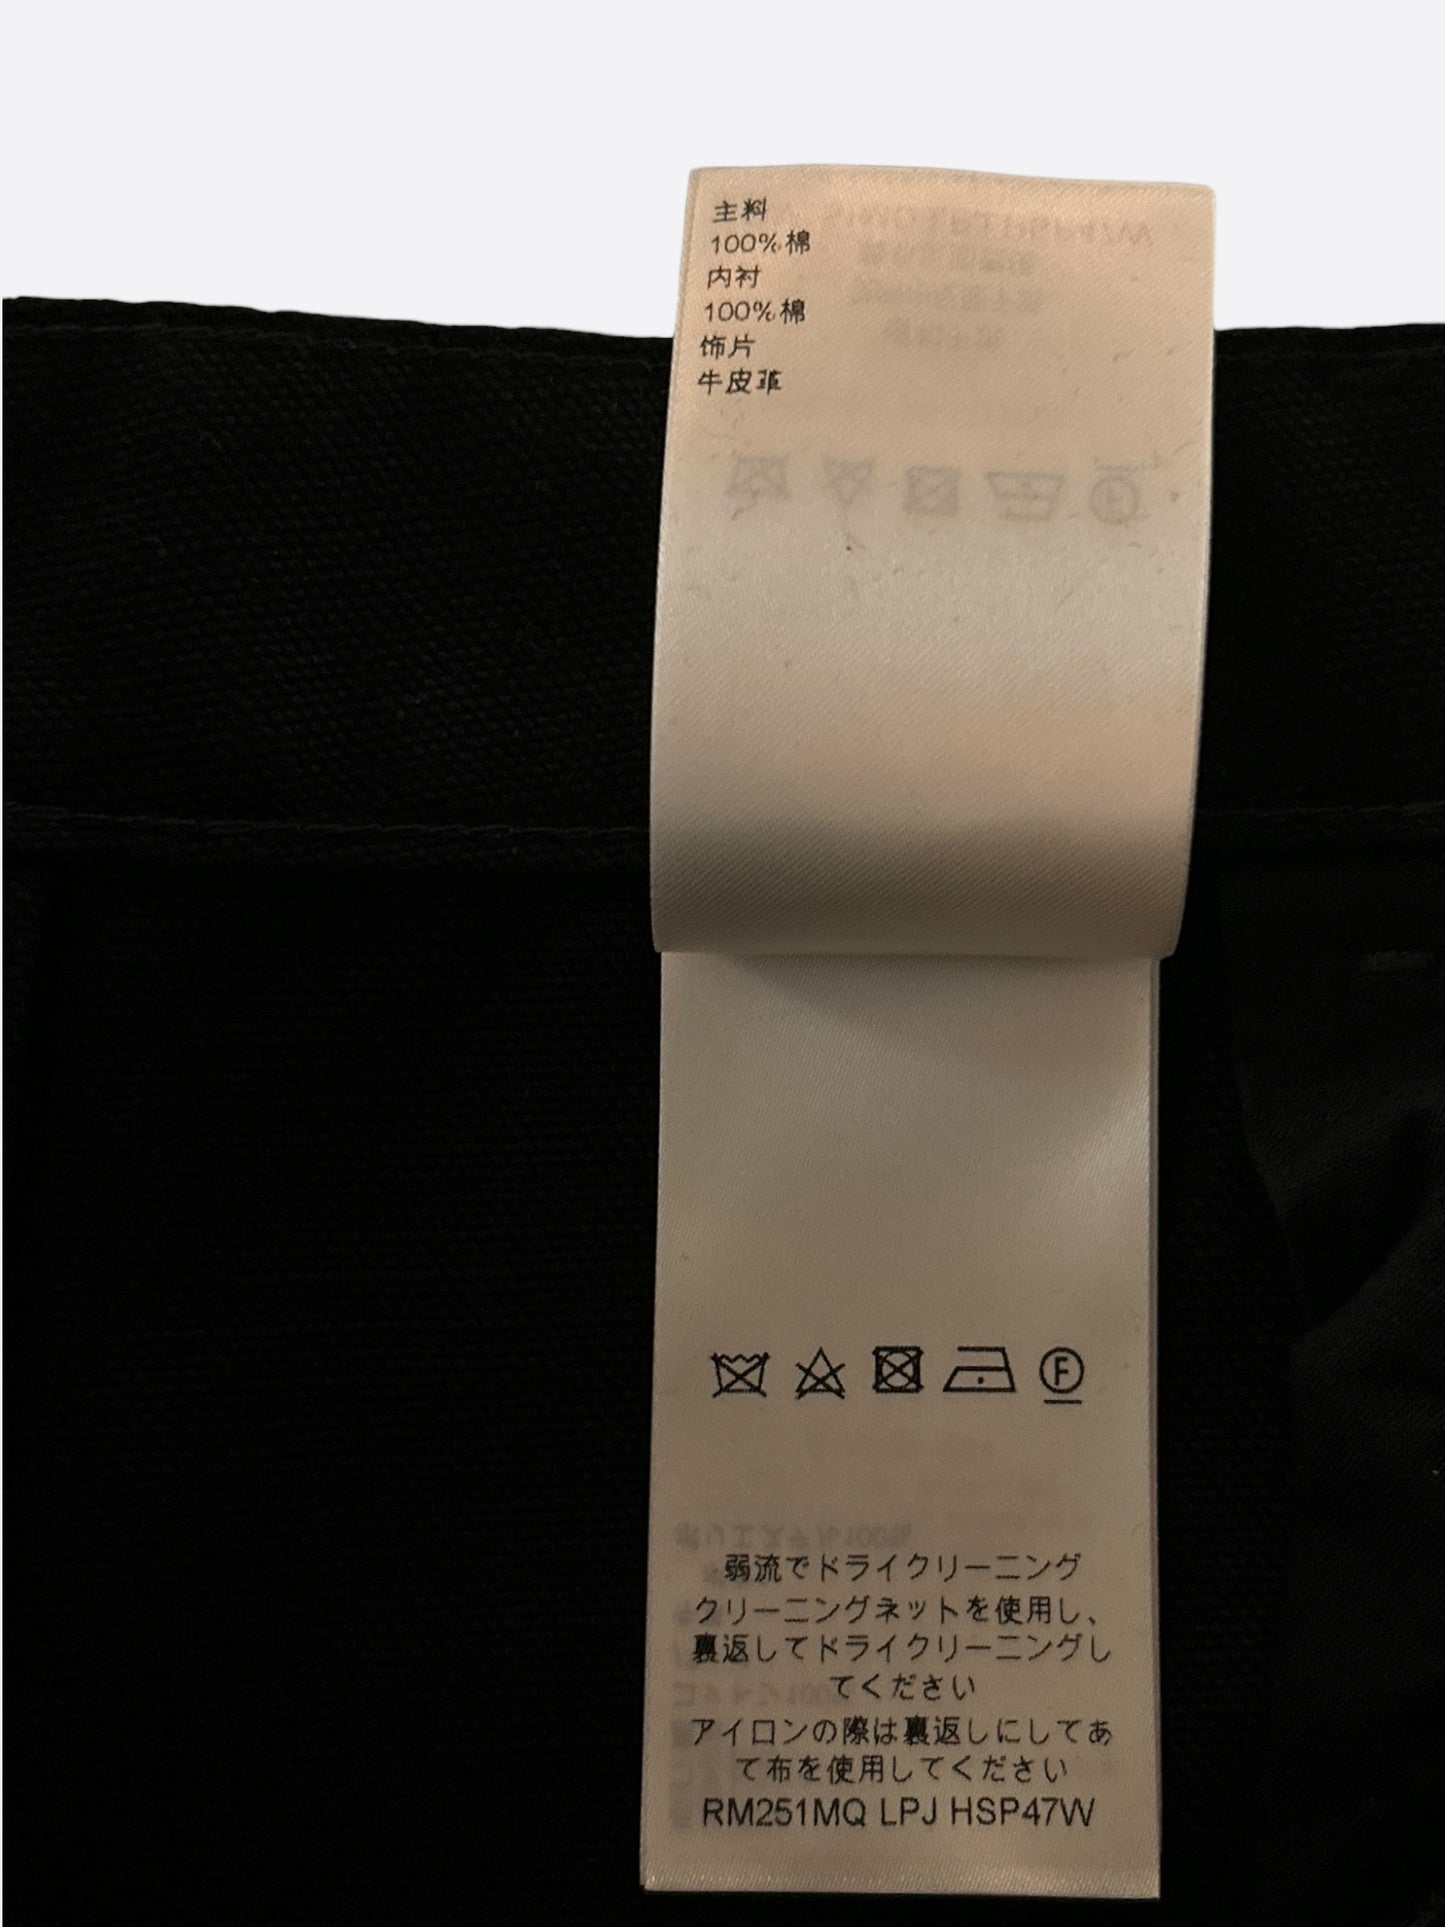 主料
100%棉
内衬
100%棉
饰片
牛皮革
F
弱流でドライクリーニング
クリーニングネットを使用し、
裏返してドライクリーニングし
てください
アイロンの際は裏返しにしてあ
て布を使用してください
RM251MQ LPJ HSP47W